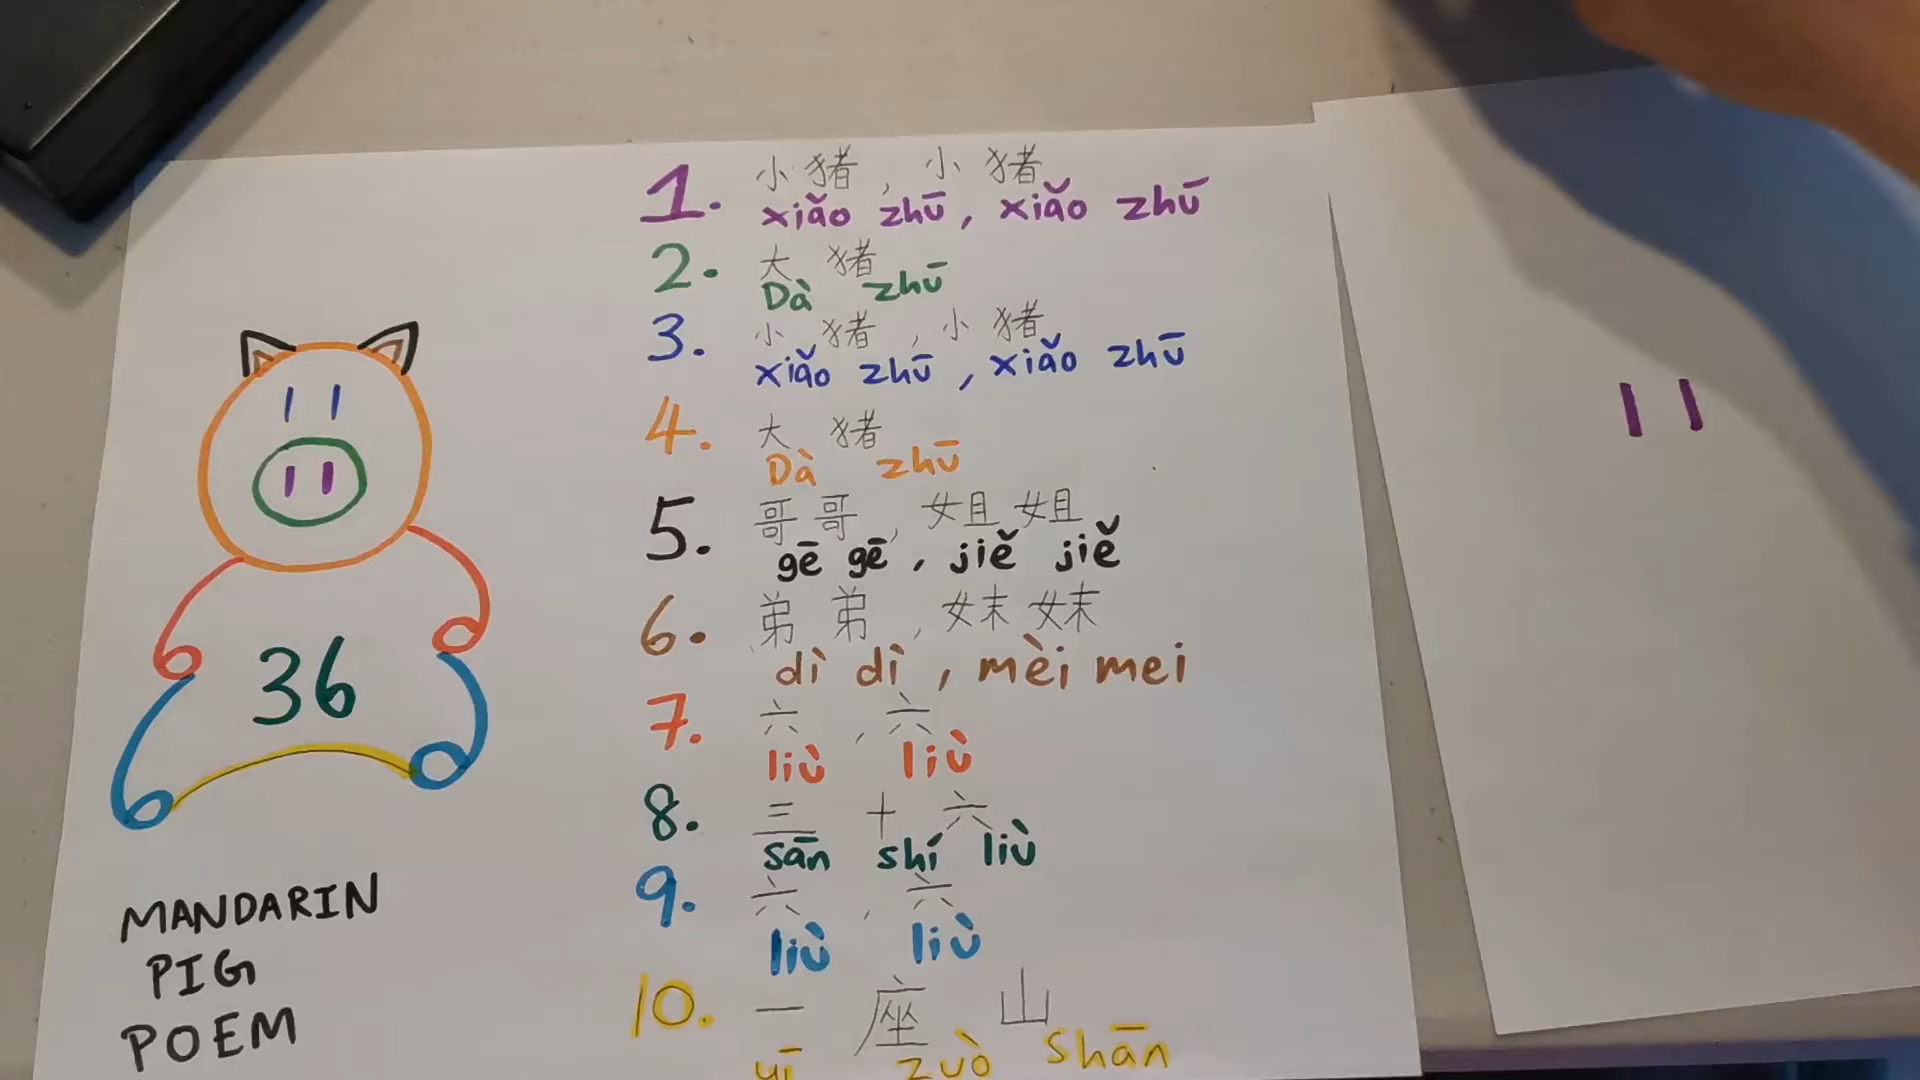 1. 小猪, 小猪
xiǎo zhū, xiǎo zhū
2. 大 猪
Dà zhū
3. 小猪, 小猪
xiǎo zhū, xiǎo zhū
4. 大 猪
Dà zhū
5. 哥哥, 姐姐
gē gē, jiě jiě
6. 弟弟, 妹妹
dì dì, mèi mei
7. 六, 六
liù liù
8. 三 十 六
sān shí liù
9. 六, 六
liù liù
10. 一 座 山
yī zuò shān
36
MANDARIN
PIG
POEM